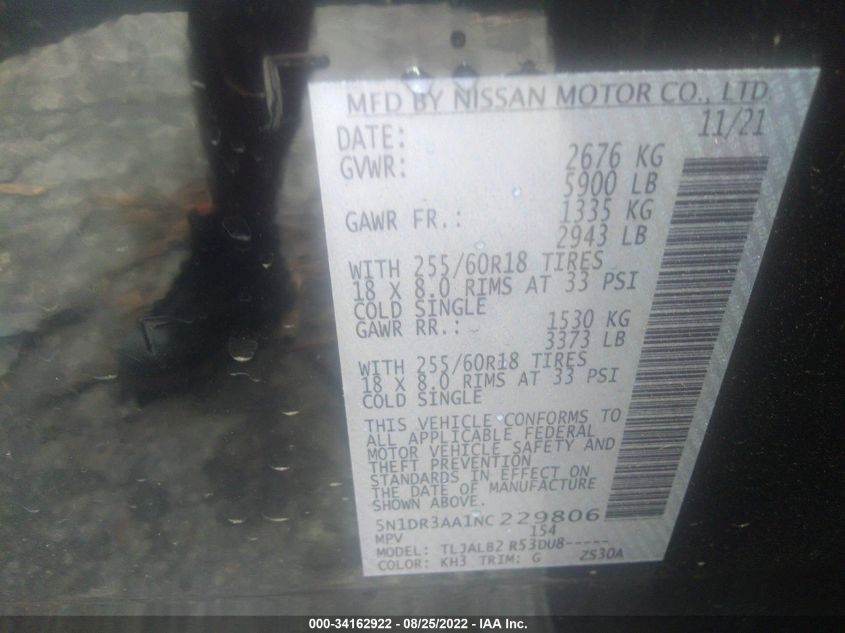 MFD BY NISSAN MOTOR CO., LTD.
DATE: 11/21
GVWR: 2676 KG
5900 LB
GAWR FR.: 1335 KG
2943 LB
WITH 255/60R18 TIRES
18 X 8.0 RIMS AT 33 PSI
COLD SINGLE
GAWR RR.: 1530 KG
3373 LB
WITH 255/60R18 TIRES
18 X 8.0 RIMS AT 33 PSI
COLD SINGLE
THIS VEHICLE CONFORMS TO
ALL APPLICABLE FEDERAL
MOTOR VEHICLE SAFETY AND
THEFT PREVENTION
STANDARDS IN EFFECT ON
THE DATE OF MANUFACTURE
SHOWN ABOVE.
5N1DR3AA1NC 229806
MPV 154
MODEL: TLJALB2 R53DU8-----
COLOR: KH3 TRIM: G ZS30A
000-34162922 - 08/25/2022 - IAA Inc.